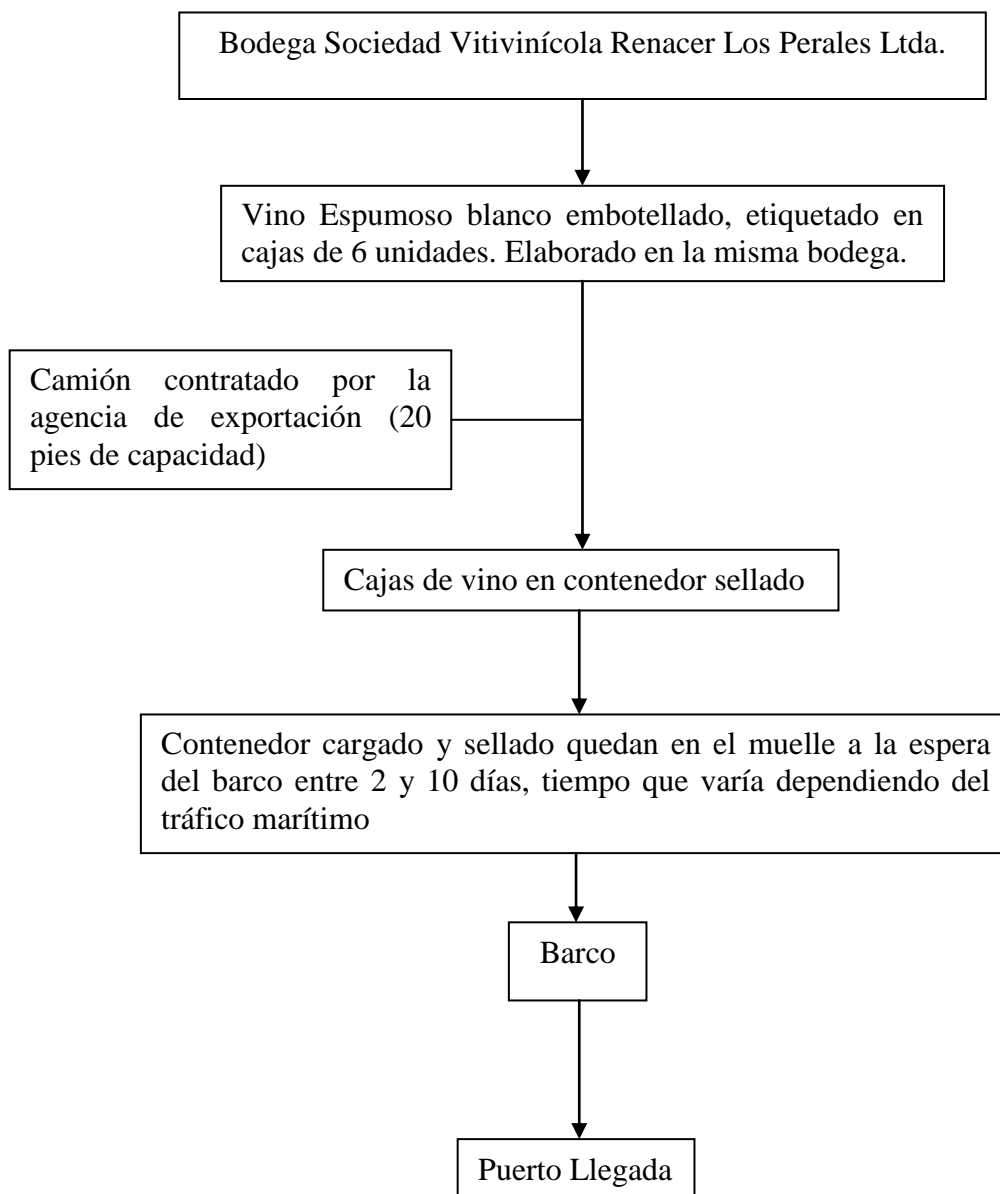 Bodega Sociedad Vitivinícola Renacer Los Perales Ltda.
Vino Espumoso blanco embotellado, etiquetado en
cajas de 6 unidades. Elaborado en la misma bodega.
Camión contratado por la
agencia de exportación (20
pies de capacidad)
Cajas de vino en contenedor sellado
Contenedor cargado y sellado quedan en el muelle a la espera
del barco entre 2 y 10 días, tiempo que varía dependiendo del
tráfico marítimo
Barco
Puerto Llegada